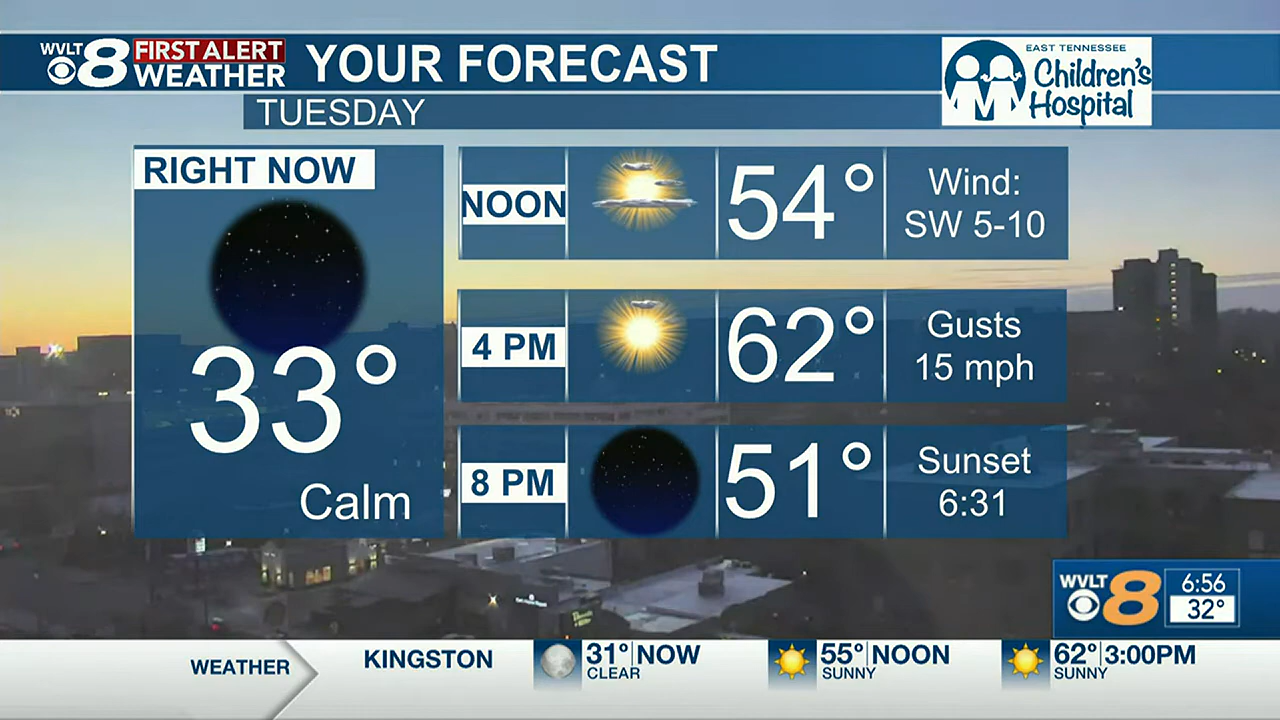 WVLT 8 FIRST ALERT WEATHER
YOUR FORECAST
EAST TENNESSEE
Children's
Hospital
TUESDAY
RIGHT NOW
33°
Calm
NOON
54°
Wind:
SW 5-10
4 PM
62°
Gusts
15 mph
8 PM
51°
Sunset
6:31
WVLT 8
6:56
32°
WEATHER
KINGSTON
31° NOW
CLEAR
55° NOON
SUNNY
62° 3:00PM
SUNNY